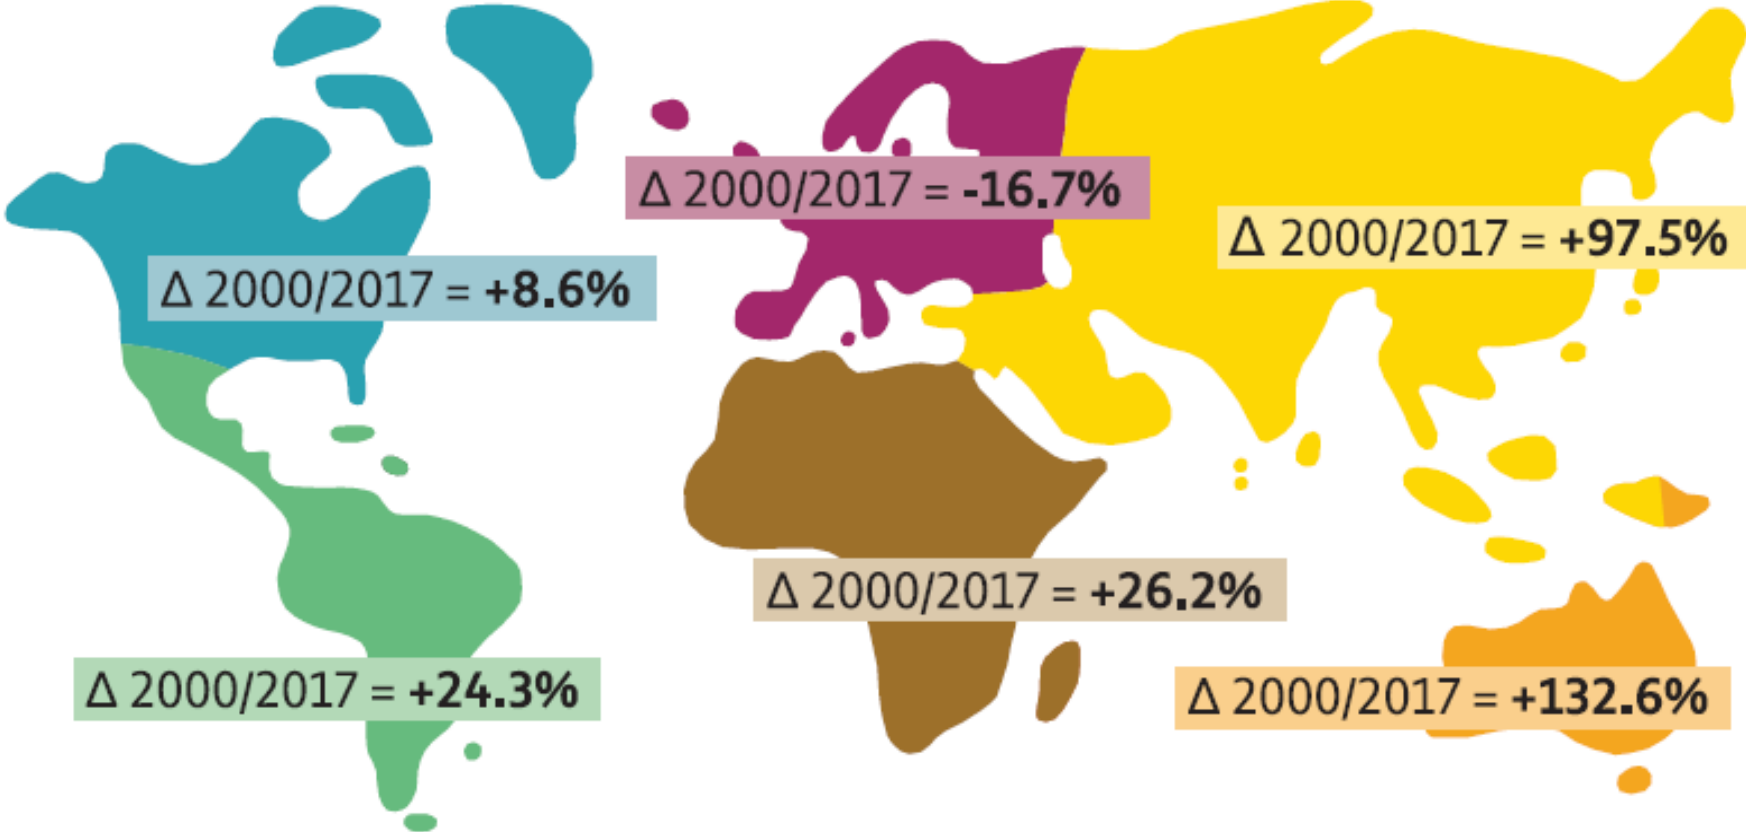 Δ 2000/2017 = -16.7%
Δ 2000/2017 = +97.5%
Δ 2000/2017 = +8.6%
Δ 2000/2017 = +26.2%
Δ 2000/2017 = +24.3%
Δ 2000/2017 = +132.6%